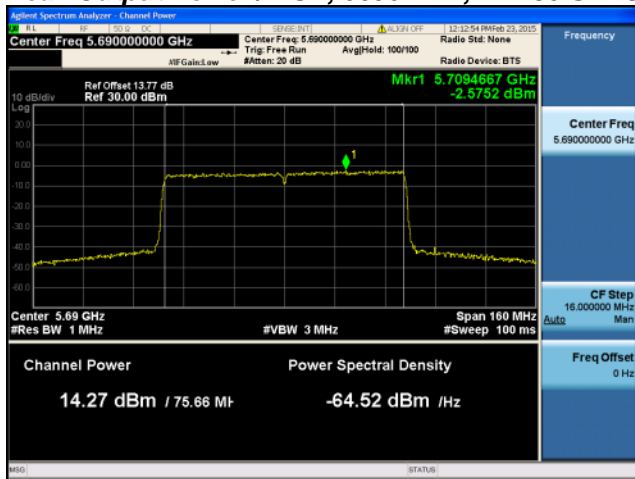 Agilent Spectrum Analyzer - Channel Power
RL RF 50 Ω DC SENSE:INT ALIGN OFF 12:12:54 PM Feb 23, 2015
Center Freq 5.690000000 GHz Center Freq: 5.690000000 GHz Radio Std: None Frequency
#IFGain:Low Trig: Free Run Avg|Hold: 100/100
#Atten: 20 dB Radio Device: BTS
Mkr1 5.7094667 GHz
-2.5752 dBm
Ref Offset 13.77 dB
10 dB/div Ref 30.00 dBm
Log
20.0
10.0
0.00
-10.0
-20.0
-30.0
-40.0
-50.0
-60.0
1
Center 5.69 GHz Span 160 MHz
#Res BW 1 MHz #VBW 3 MHz #Sweep 100 ms
Channel Power Power Spectral Density
14.27 dBm / 75.66 MH -64.52 dBm /Hz
Center Freq
5.690000000 GHz
CF Step
16.000000 MHz
Auto Man
Freq Offset
0 Hz
MSG STATUS